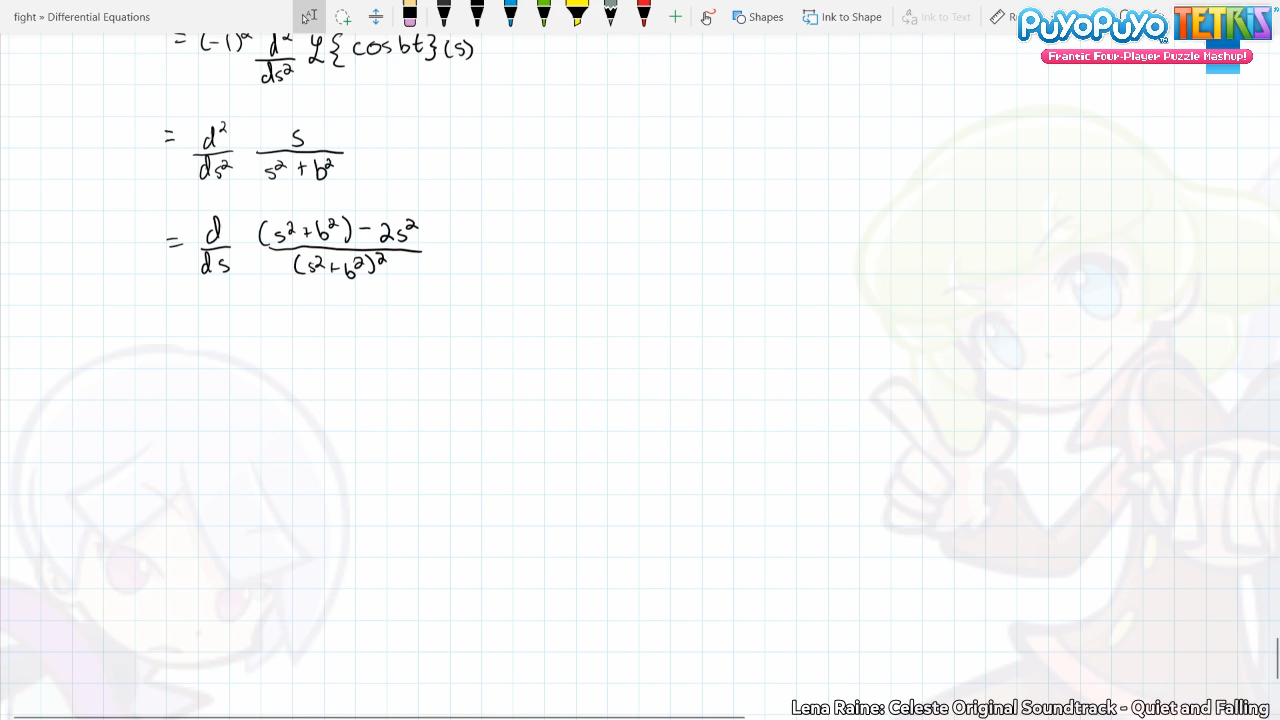 fight » Differential Equations
Shapes Ink to Shape Ink to Text
PUYOPUYO TETRIS
Frantic Four-Player Puzzle Mashup!
= (-1)² d²/ds² ℒ{cos bt}(s)
= d²/ds² s/(s² + b²)
= d/ds ((s²+b²) - 2s²)/(s²+b²)²
Lena Raine: Celeste Original Soundtrack - Quiet and Falling